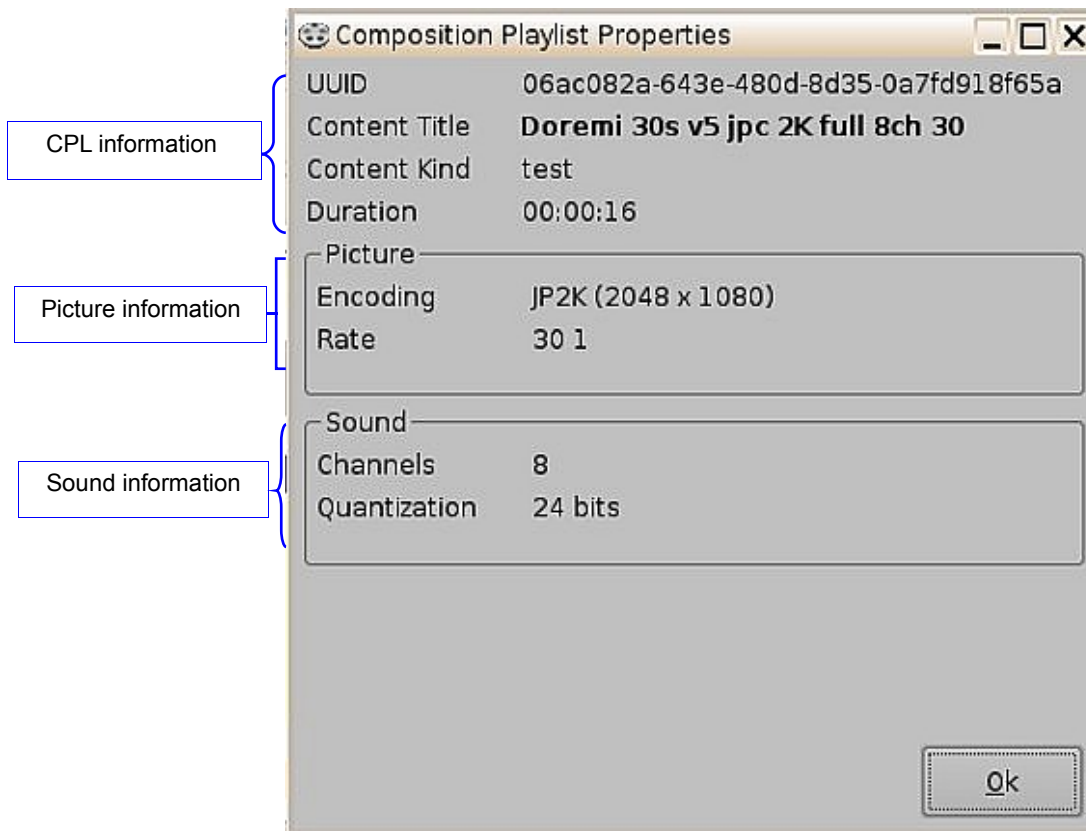 Composition Playlist Properties
UUID 06ac082a-643e-480d-8d35-0a7fd918f65a
Content Title Doremi 30s v5 jpc 2K full 8ch 30
Content Kind test
Duration 00:00:16
CPL information
Picture
Encoding JP2K (2048 x 1080)
Rate 30 1
Picture information
Sound
Channels 8
Quantization 24 bits
Sound information
Ok